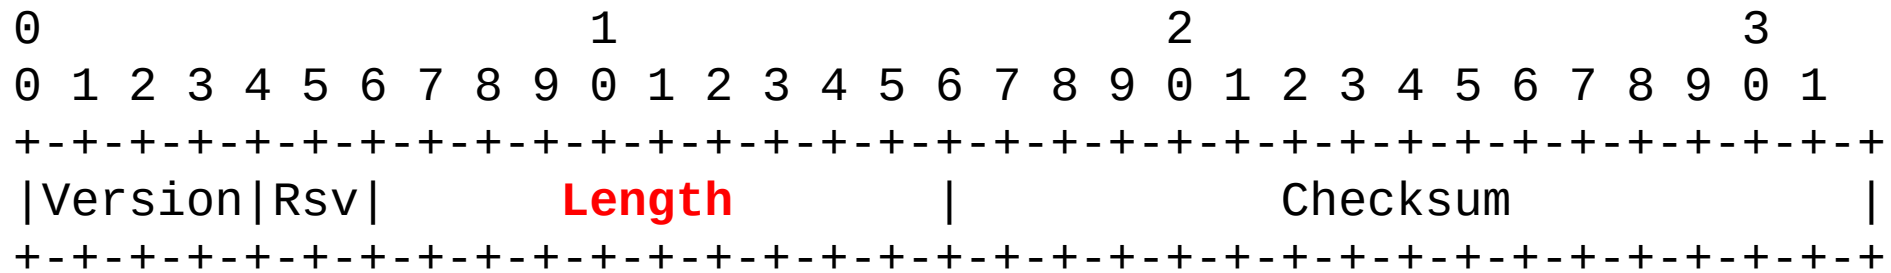 0                   1                   2                   3
0 1 2 3 4 5 6 7 8 9 0 1 2 3 4 5 6 7 8 9 0 1 2 3 4 5 6 7 8 9 0 1
+-+-+-+-+-+-+-+-+-+-+-+-+-+-+-+-+-+-+-+-+-+-+-+-+-+-+-+-+-+-+-+-+
|Version|Rsv|      Length       |           Checksum            |
+-+-+-+-+-+-+-+-+-+-+-+-+-+-+-+-+-+-+-+-+-+-+-+-+-+-+-+-+-+-+-+-+